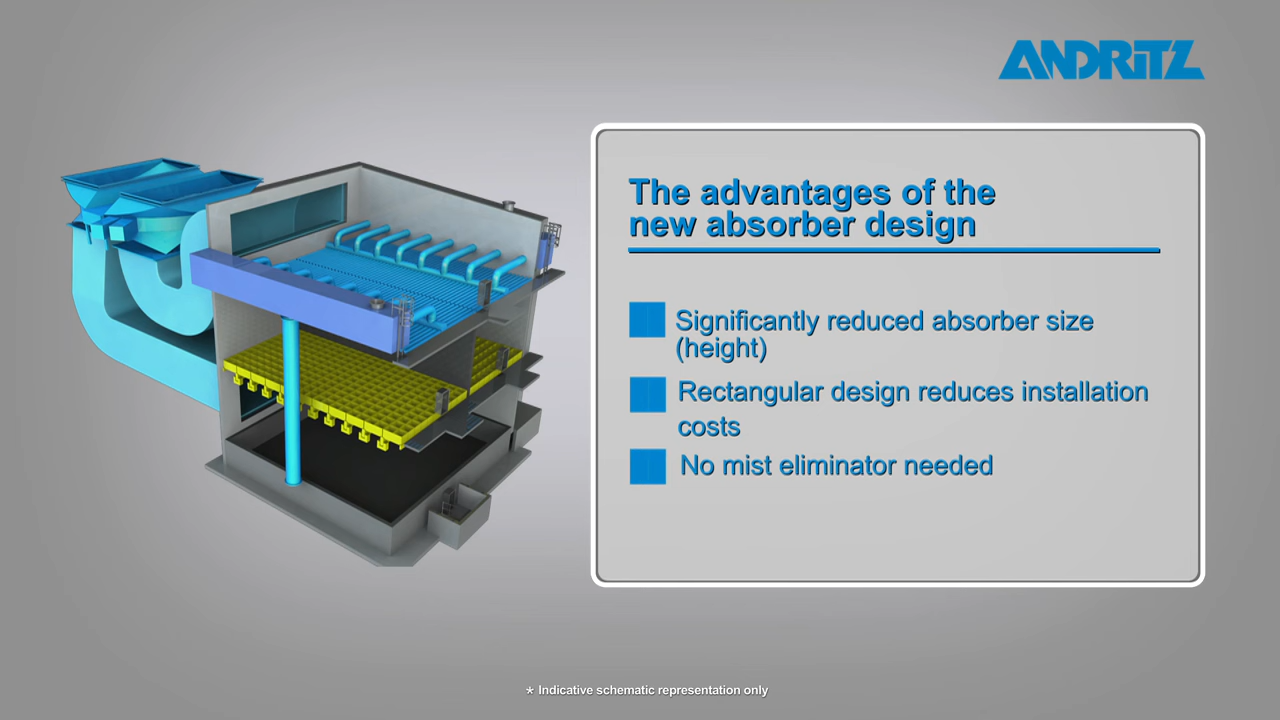 ANDRITZ
The advantages of the
new absorber design
Significantly reduced absorber size
(height)
Rectangular design reduces installation
costs
No mist eliminator needed
* Indicative schematic representation only